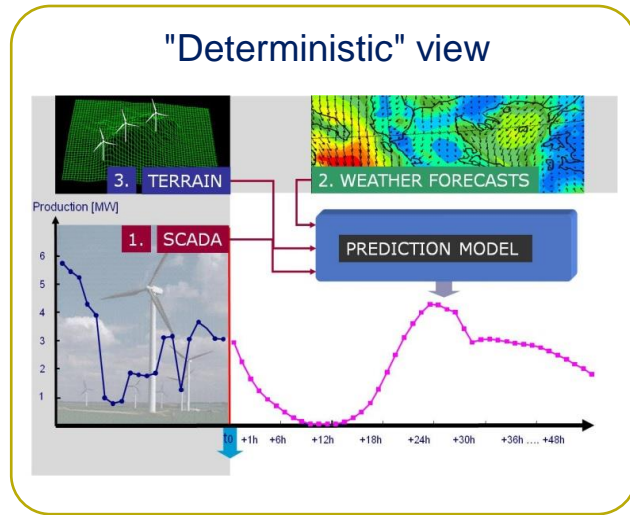 "Deterministic" view
3. TERRAIN
2. WEATHER FORECASTS
Production [MW]
1. SCADA
PREDICTION MODEL
6
5
4
3
2
1
t0 +1h +6h +12h +18h +24h +30h +36h .... +48h